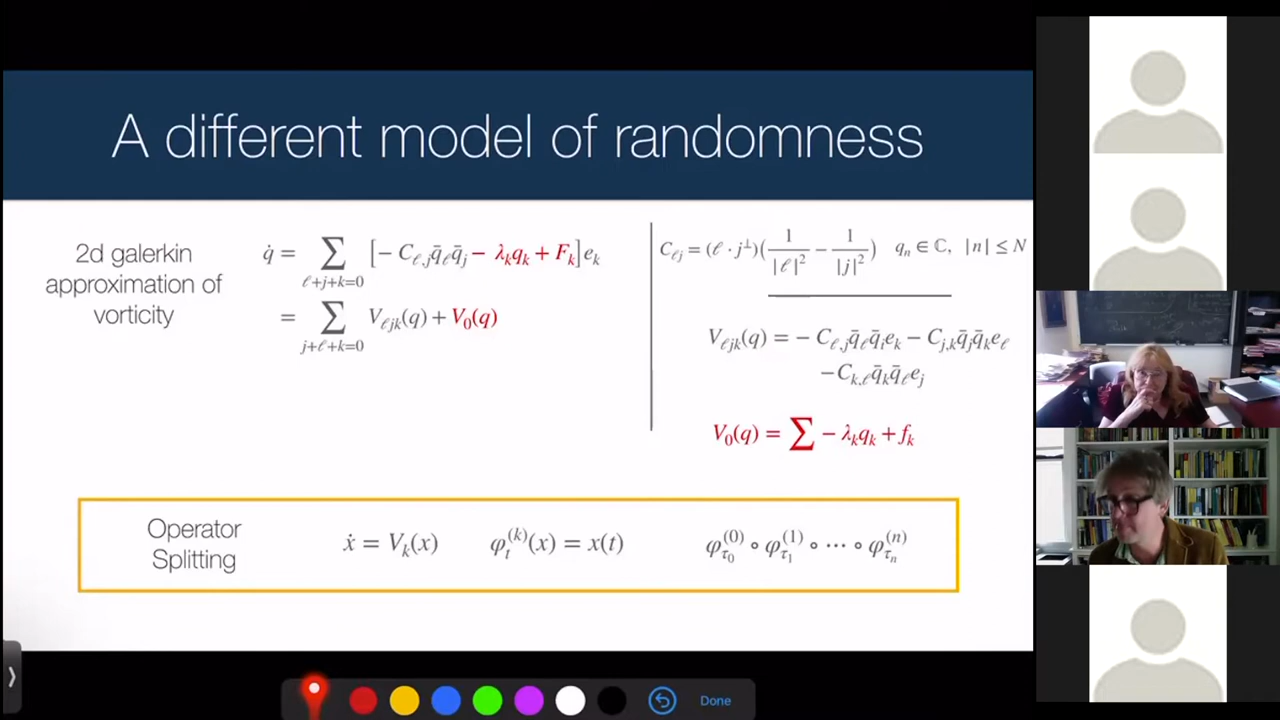 A different model of randomness
2d galerkin
approximation of
vorticity
q̇ = ∑_{ℓ+j+k=0} [− C_{ℓ,j} q̄_ℓ q̄_j − λ_k q_k + F_k] e_k
= ∑_{j+ℓ+k=0} V_{ℓjk}(q) + V_0(q)
C_{ℓj} = (ℓ · j^⊥)(1/|ℓ|² − 1/|j|²) q_n ∈ ℂ, |n| ≤ N
V_{ℓjk}(q) = − C_{ℓ,j} q̄_ℓ q̄_i e_k − C_{j,k} q̄_j q̄_k e_ℓ
−C_{k,ℓ} q̄_k q̄_ℓ e_j
V_0(q) = ∑ − λ_k q_k + f_k
Operator
Splitting
ẋ = V_k(x) φ_t^{(k)}(x) = x(t) φ_{τ_0}^{(0)} ∘ φ_{τ_1}^{(1)} ∘ ⋯ ∘ φ_{τ_n}^{(n)}
Done